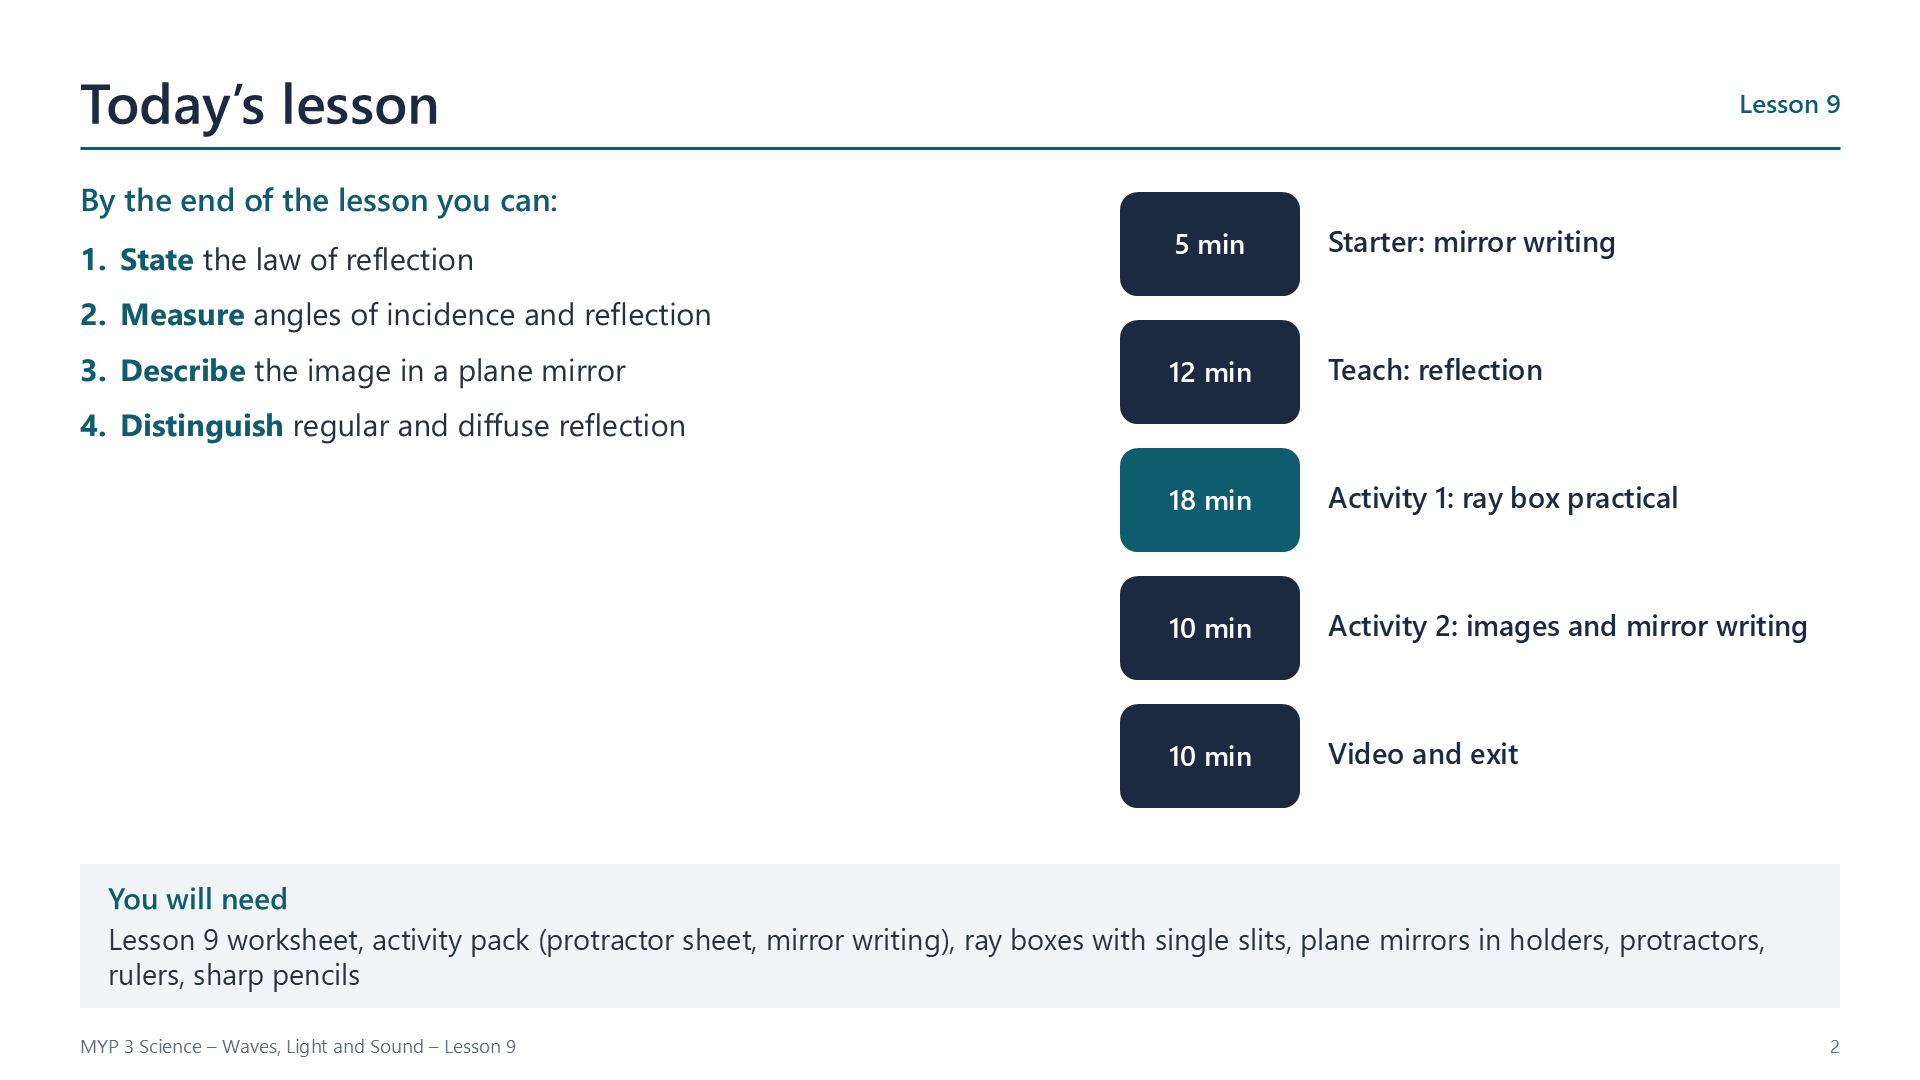 Today’s lesson
Lesson 9
By the end of the lesson you can:
1. State the law of reflection
2. Measure angles of incidence and reflection
3. Describe the image in a plane mirror
4. Distinguish regular and diffuse reflection
5 min
Starter: mirror writing
12 min
Teach: reflection
18 min
Activity 1: ray box practical
10 min
Activity 2: images and mirror writing
10 min
Video and exit
You will need
Lesson 9 worksheet, activity pack (protractor sheet, mirror writing), ray boxes with single slits, plane mirrors in holders, protractors,
rulers, sharp pencils
MYP 3 Science – Waves, Light and Sound – Lesson 9
2